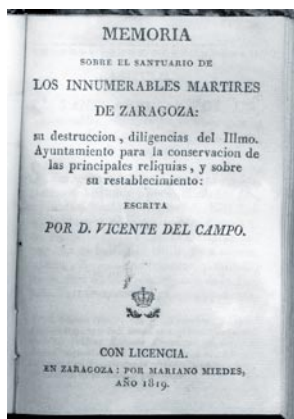 MEMORIA
SOBRE EL SANTUARIO DE
LOS INNUMERABLES MARTIRES
DE ZARAGOZA:
su destruccion, diligencias del Illmo.
Ayuntamiento para la conservacion de
las principales reliquias, y sobre
su restablecimiento:
ESCRITA
POR D. VICENTE DEL CAMPO.
CON LICENCIA.
EN ZARAGOZA: POR MARIANO MIEDES,
AÑO 1819.